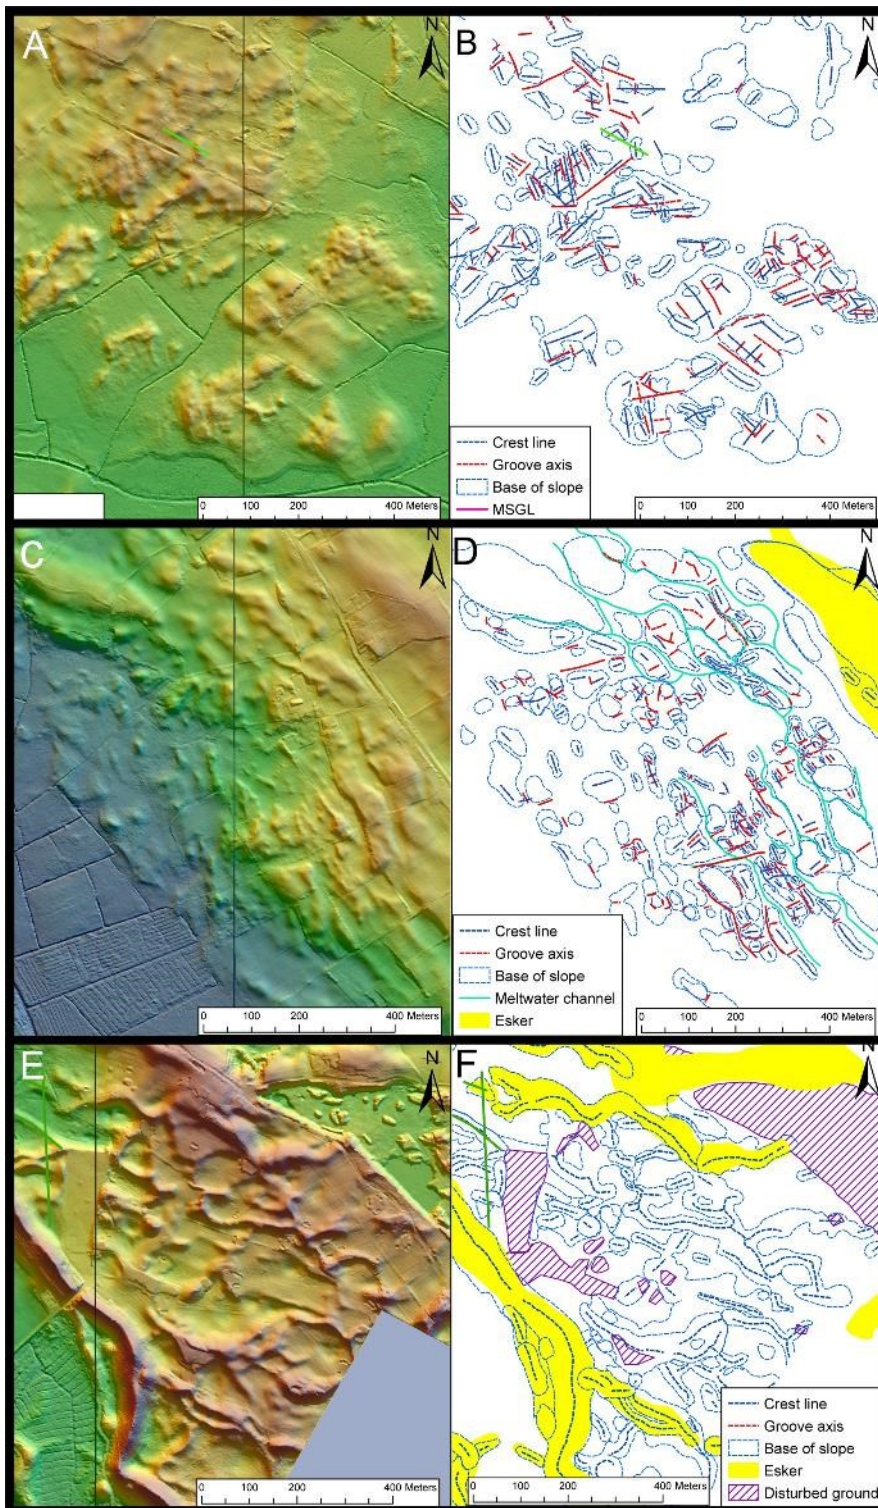 A
N
0 100 200 400 Meters
B
N
Crest line
Groove axis
Base of slope
MSGL
0 100 200 400 Meters
C
N
0 100 200 400 Meters
D
N
Crest line
Groove axis
Base of slope
Meltwater channel
Esker
0 100 200 400 Meters
E
N
0 100 200 400 Meters
F
N
Crest line
Groove axis
Base of slope
Esker
Disturbed ground
0 100 200 400 Meters